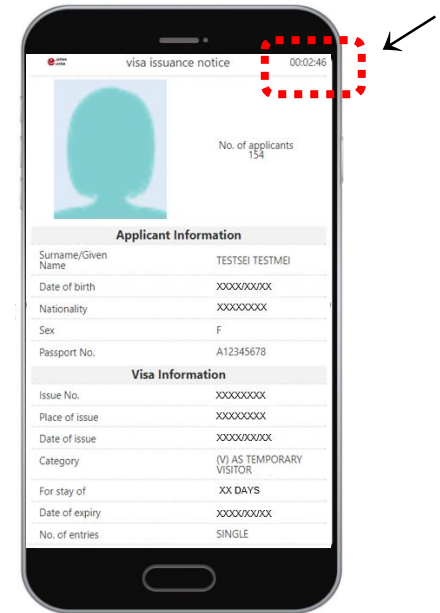 e JAPAN VISA visa issuance notice 00:02:46
No. of applicants
154
Applicant Information
Surname/Given
Name TESTSEI TESTMEI
Date of birth XXXX/XX/XX
Nationality XXXXXXXX
Sex F
Passport No. A12345678
Visa Information
Issue No. XXXXXXXX
Place of issue XXXXXXXX
Date of issue XXXX/XX/XX
Category (V) AS TEMPORARY
VISITOR
For stay of XX DAYS
Date of expiry XXXX/XX/XX
No. of entries SINGLE